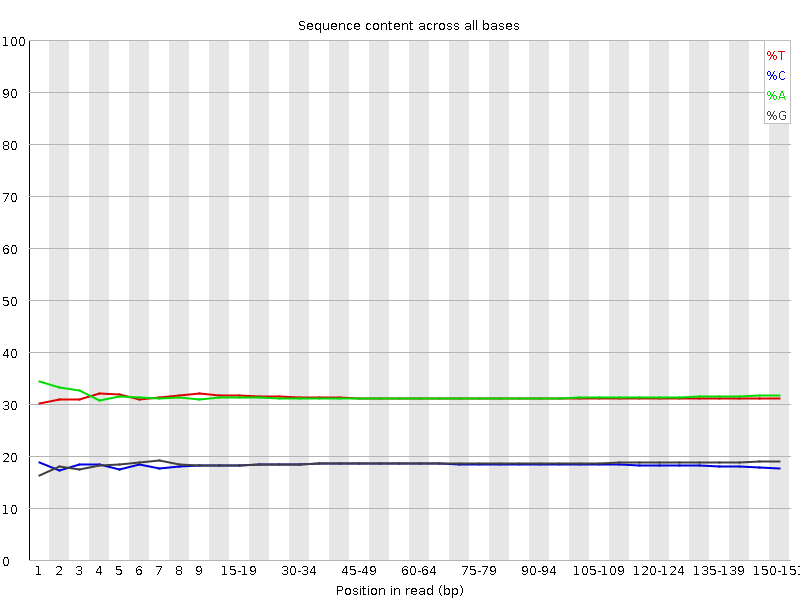 Sequence content across all bases
100
90
80
70
60
50
40
30
20
10
0
%T
%C
%A
%G
1 2 3 4 5 6 7 8 9 15-19 30-34 45-49 60-64 75-79 90-94 105-109 120-124 135-139 150-151
Position in read (bp)